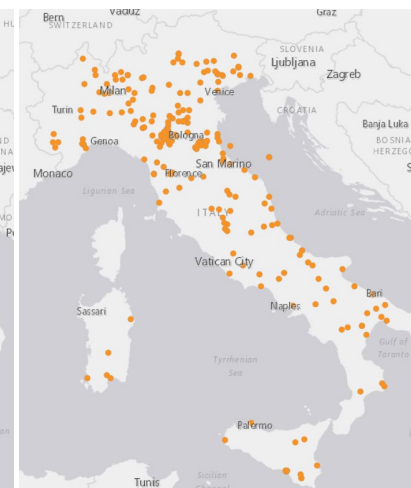 Bern
Vaduz
Graz
SWITZERLAND
SLOVENIA
Ljubljana
Zagreb
Milan
Venice
CROATIA
Turin
Banja Luka
Genoa
Bologna
BOSNIA
San Marino
Monaco
Florence
Ligurian Sea
ITALY
Adriatic Sea
Vatican City
Bari
Naples
Sassari
Gulf of
Taranto
Tyrrhenian
Sea
Palermo
Tunis
Sicilian